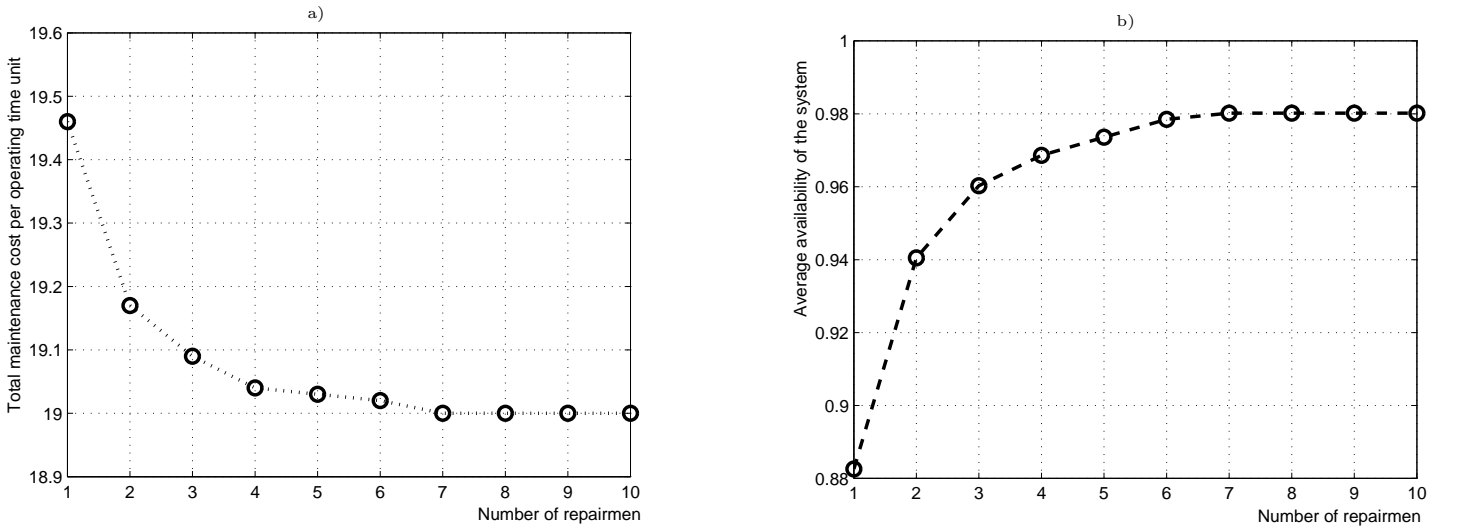 a)
Total maintenance cost per operating time unit
19.6
19.5
19.4
19.3
19.2
19.1
19
18.9
1 2 3 4 5 6 7 8 9 10
Number of repairmen
b)
Average availability of the system
1
0.98
0.96
0.94
0.92
0.9
0.88
1 2 3 4 5 6 7 8 9 10
Number of repairmen